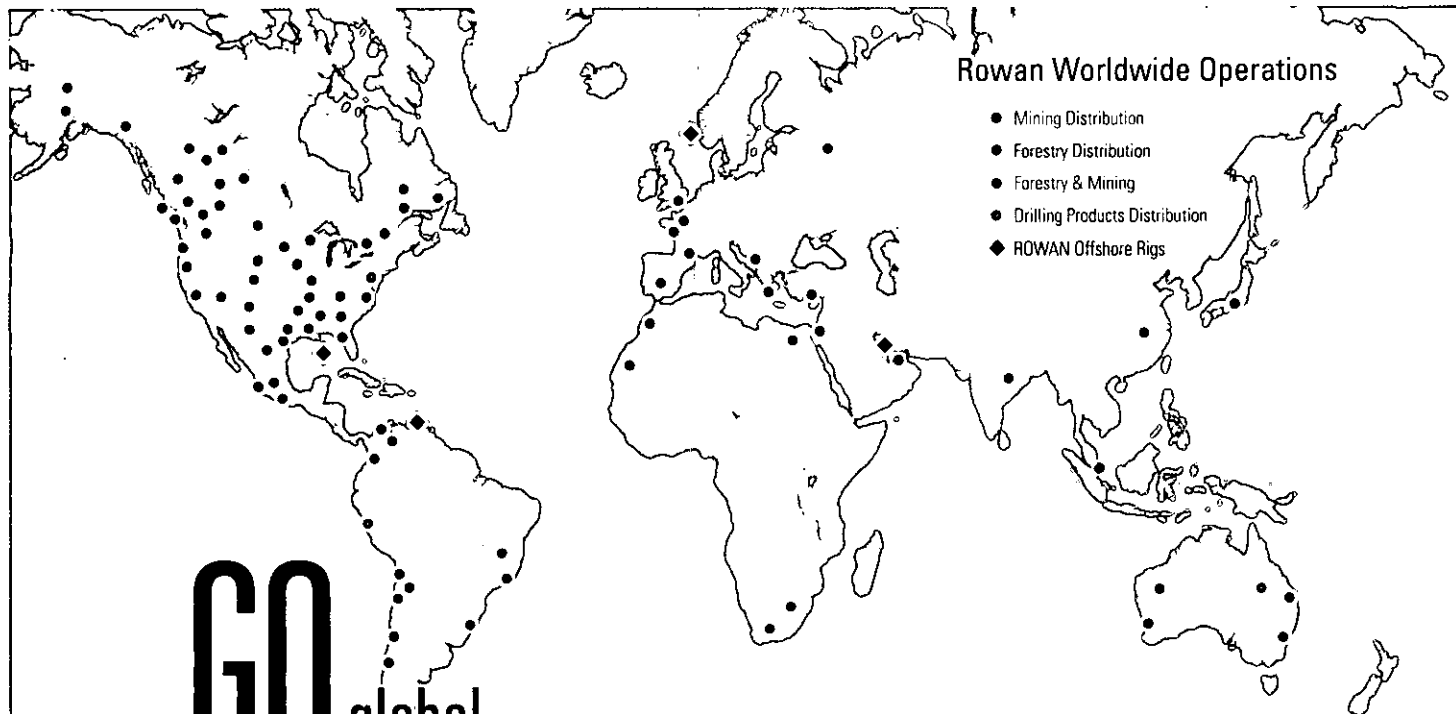 Rowan Worldwide Operations
Mining Distribution
Forestry Distribution
Forestry & Mining
Drilling Products Distribution
ROWAN Offshore Rigs
GO
global